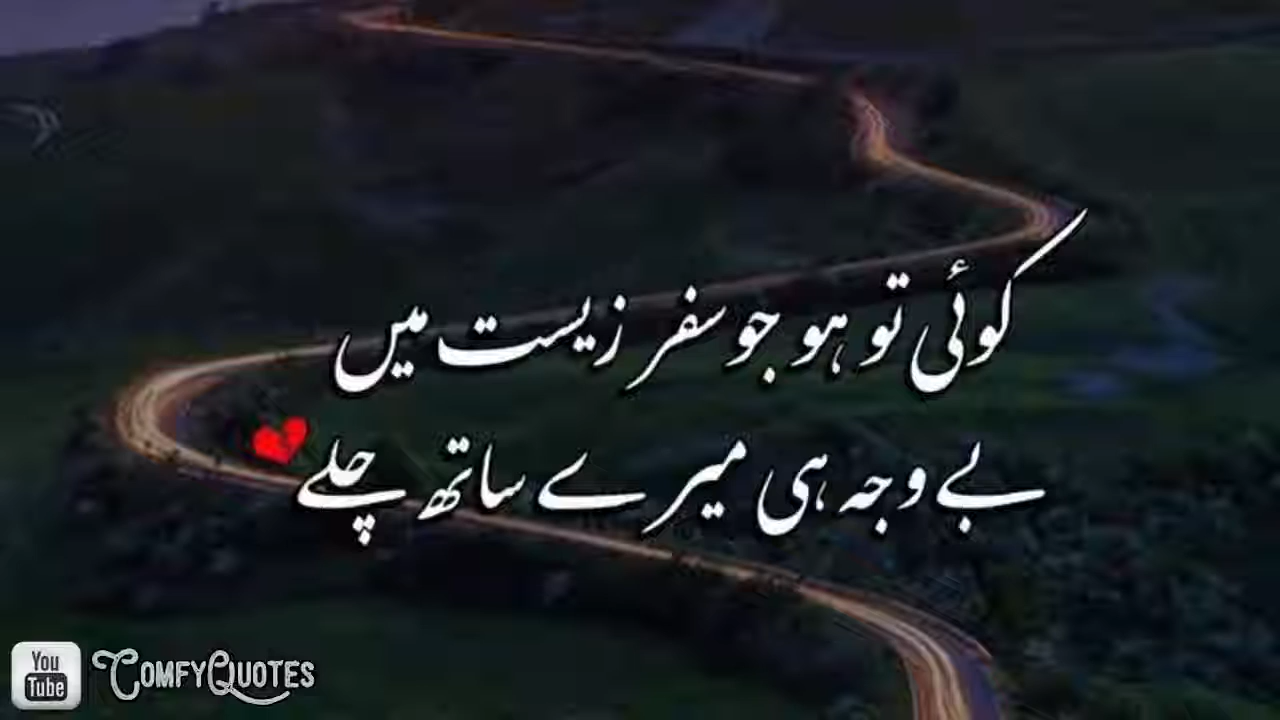 کوئی تو ہو جو سفر زیست میں
بے وجہ ہی میرے ساتھ چلے
You
Tube
COMFYQUOTES